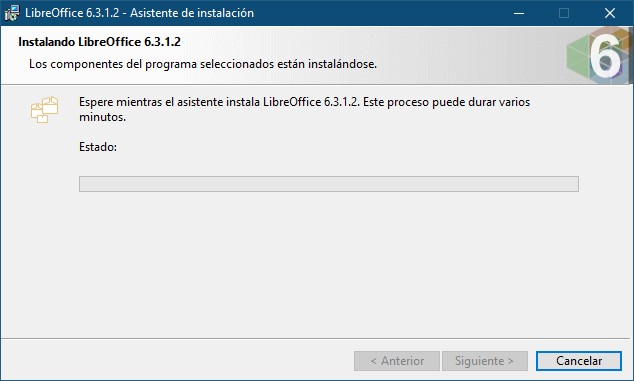 LibreOffice 6.3.1.2 - Asistente de instalación
Instalando LibreOffice 6.3.1.2
Los componentes del programa seleccionados están instalándose.
6
Espere mientras el asistente instala LibreOffice 6.3.1.2. Este proceso puede durar varios
minutos.
Estado:
< Anterior
Siguiente >
Cancelar